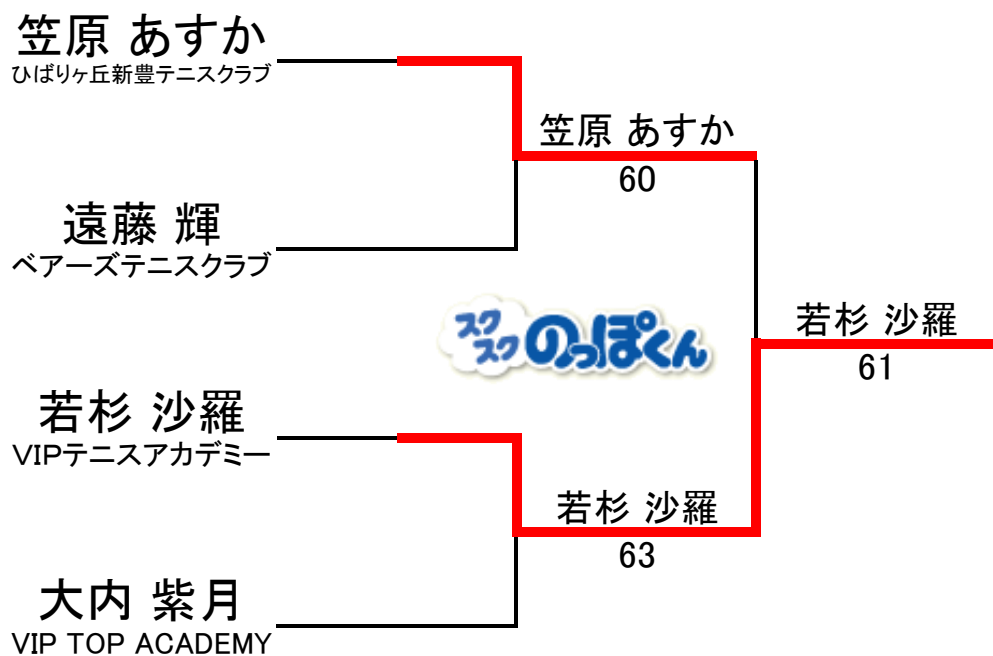 笠原 あすか
ひばりヶ丘新豊テニスクラブ
笠原 あすか
60
遠藤 輝
ベアーズテニスクラブ
スク
スク
のっぽくん
若杉 沙羅
61
若杉 沙羅
VIPテニスアカデミー
若杉 沙羅
63
大内 紫月
VIP TOP ACADEMY